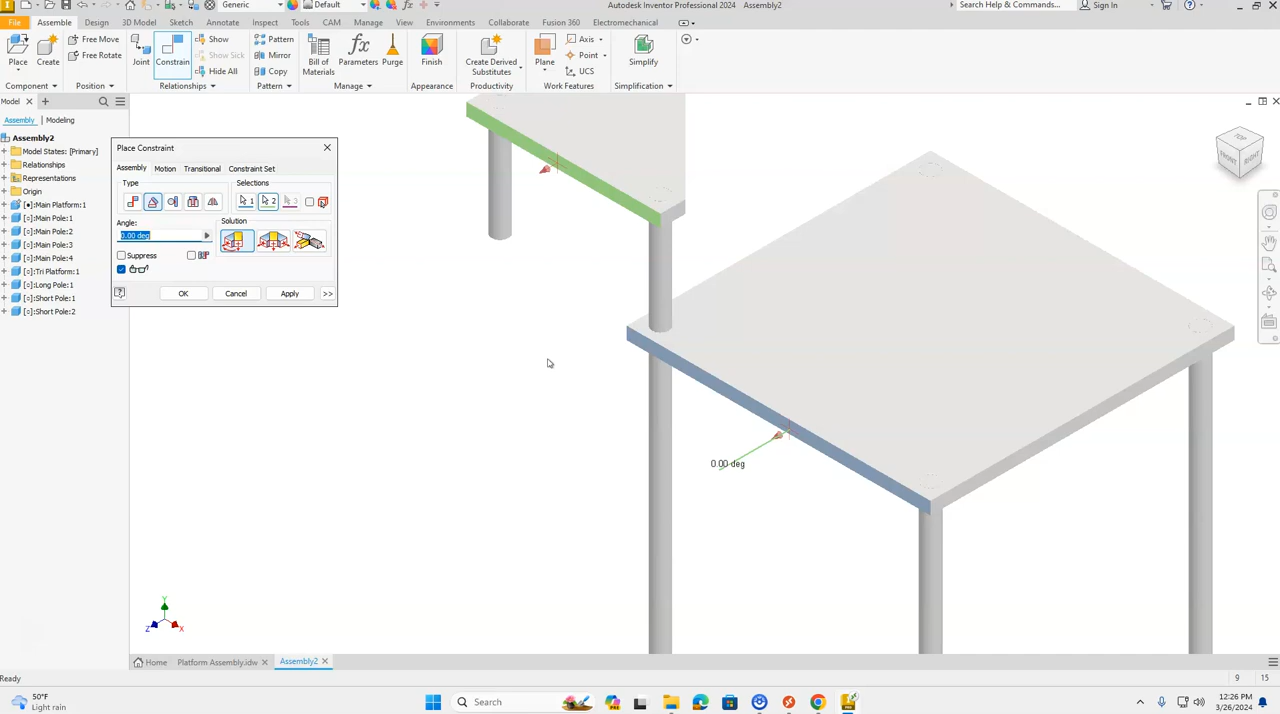 Generic
Default
Autodesk Inventor Professional 2024 Assembly2
Search Help & Commands...
Sign In
File Assemble Design 3D Model Sketch Annotate Inspect Tools CAM Manage View Environments Collaborate Fusion 360 Electromechanical
Place
Create
Free Move
Free Rotate
Joint
Constrain
Show
Show Sick
Hide All
Pattern
Mirror
Copy
Bill of Materials
Parameters
Purge
Finish
Create Derived Substitutes
Plane
Axis
Point
UCS
Simplify
Component Position Relationships Pattern Manage Appearance Productivity Work Features Simplification
Model
Assembly Modeling
Assembly2
Model States: [Primary]
Relationships
Representations
Origin
[●]:Main Platform:1
[○]:Main Pole:1
[○]:Main Pole:2
[○]:Main Pole:3
[○]:Main Pole:4
[○]:Tri Platform:1
[○]:Long Pole:1
[○]:Short Pole:1
[○]:Short Pole:2
Place Constraint
Assembly Motion Transitional Constraint Set
Type
Selections
1 2 3
Angle:
0.00 deg
Solution
Suppress
OK Cancel Apply >>
TOP
FRONT RIGHT
0.00 deg
Y
Z X
Home Platform Assembly.idw Assembly2
Ready
9 15
50°F
Light rain
Search
12:26 PM
3/26/2024